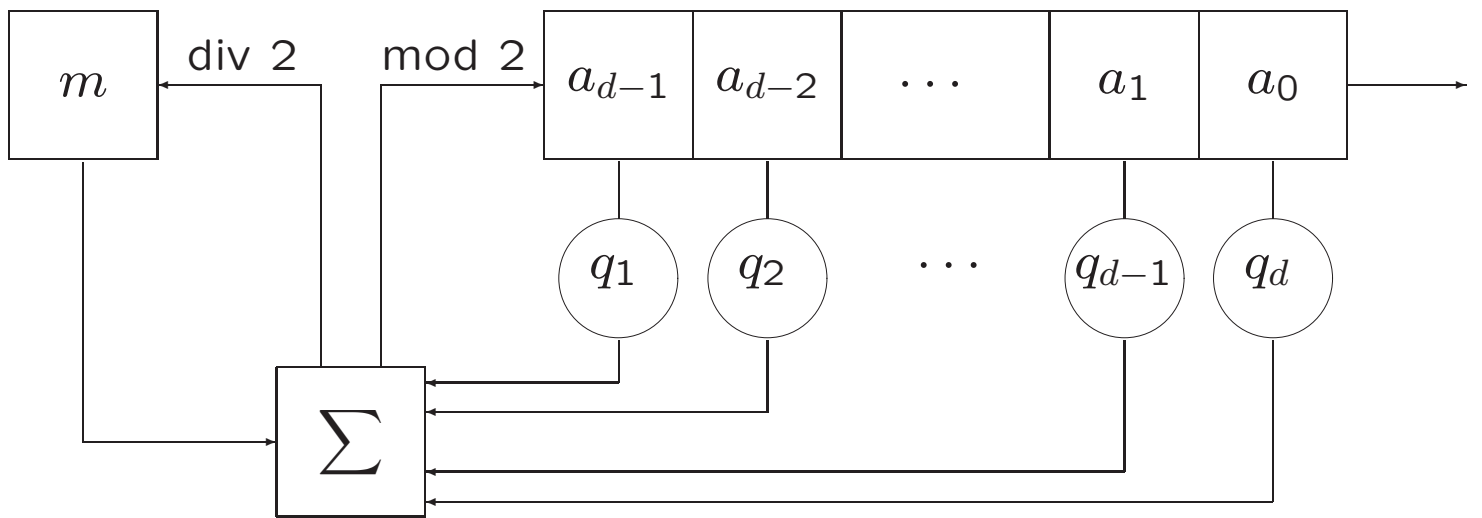 m div 2 mod 2 a_{d−1} a_{d−2} ⋯ a_1 a_0
q_1 q_2 ⋯ q_{d−1} q_d
∑